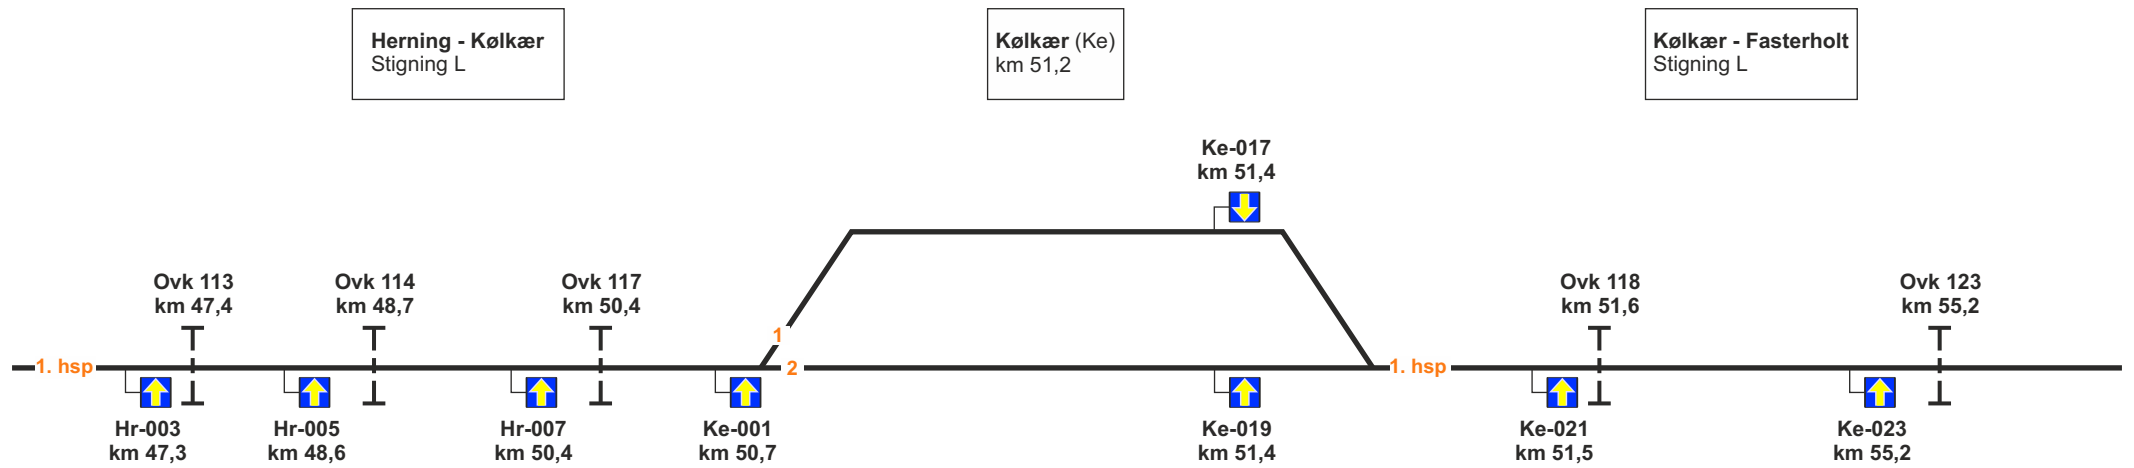 Herning - Kølkær
Stigning L
Kølkær (Ke)
km 51,2
Kølkær - Fasterholt
Stigning L
Ke-017
km 51,4
Ovk 113
km 47,4
Ovk 114
km 48,7
Ovk 117
km 50,4
Ovk 118
km 51,6
Ovk 123
km 55,2
1
1. hsp
2
1. hsp
Hr-003
km 47,3
Hr-005
km 48,6
Hr-007
km 50,4
Ke-001
km 50,7
Ke-019
km 51,4
Ke-021
km 51,5
Ke-023
km 55,2